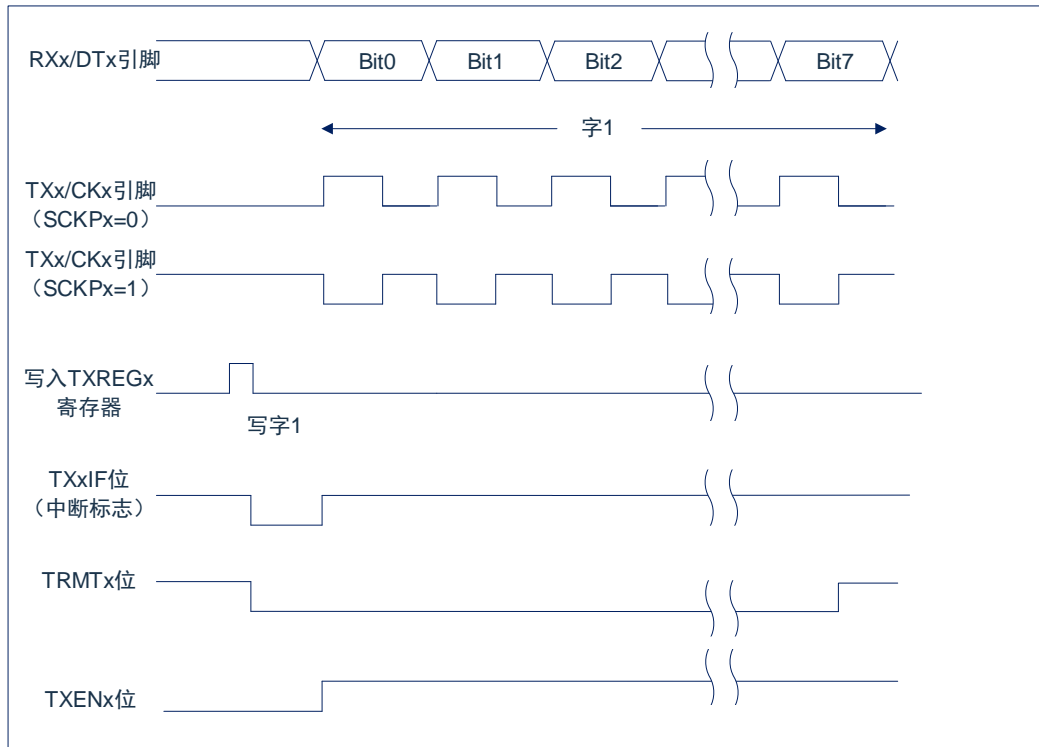 RXx/DTx引脚
Bit0
Bit1
Bit2
Bit7
字1
TXx/CKx引脚
（SCKPx=0）
TXx/CKx引脚
（SCKPx=1）
写入TXREGx
寄存器
写字1
TXxIF位
（中断标志）
TRMTx位
TXENx位